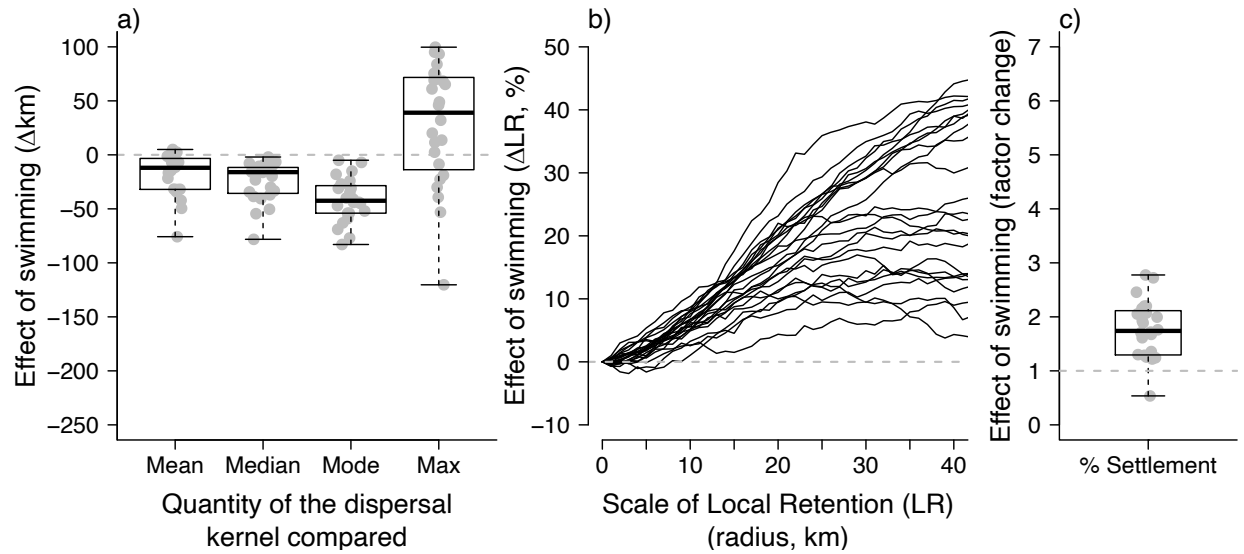 a)
Effect of swimming (Δkm)
100
50
0
−50
−100
−150
−200
−250
Mean Median Mode Max
Quantity of the dispersal
kernel compared
b)
Effect of swimming (ΔLR, %)
50
40
30
20
10
0
−10
0 10 20 30 40
Scale of Local Retention (LR)
(radius, km)
c)
Effect of swimming (factor change)
7
6
5
4
3
2
1
0
% Settlement